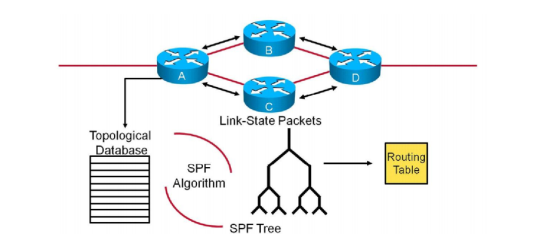 B
A
D
C
Link-State Packets
Topological
Database
SPF
Algorithm
Routing
Table
SPF Tree